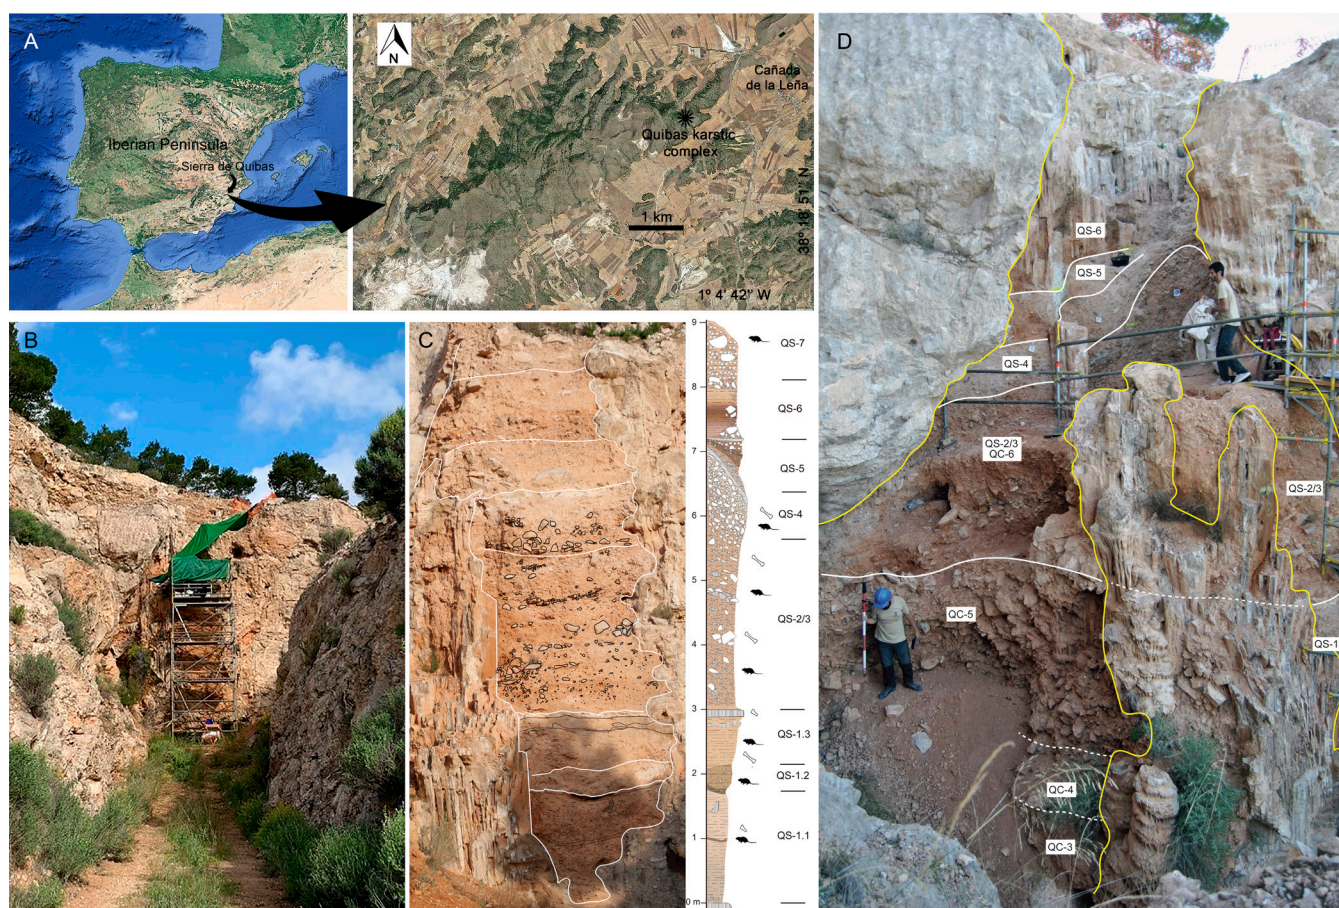 A
Iberian Peninsula
Sierra de Quibas
N
Cañada
de la Leña
Quibas karstic
complex
1 km
38º 18' 51" N
1º 4' 42" W
B
C
9
8
7
6
5
4
3
2
1
0 m
QS-7
QS-6
QS-5
QS-4
QS-2/3
QS-1.3
QS-1.2
QS-1.1
D
QS-6
QS-5
QS-4
QS-2/3
QC-6
QS-2/3
QC-5
QS-1
QC-4
QC-3